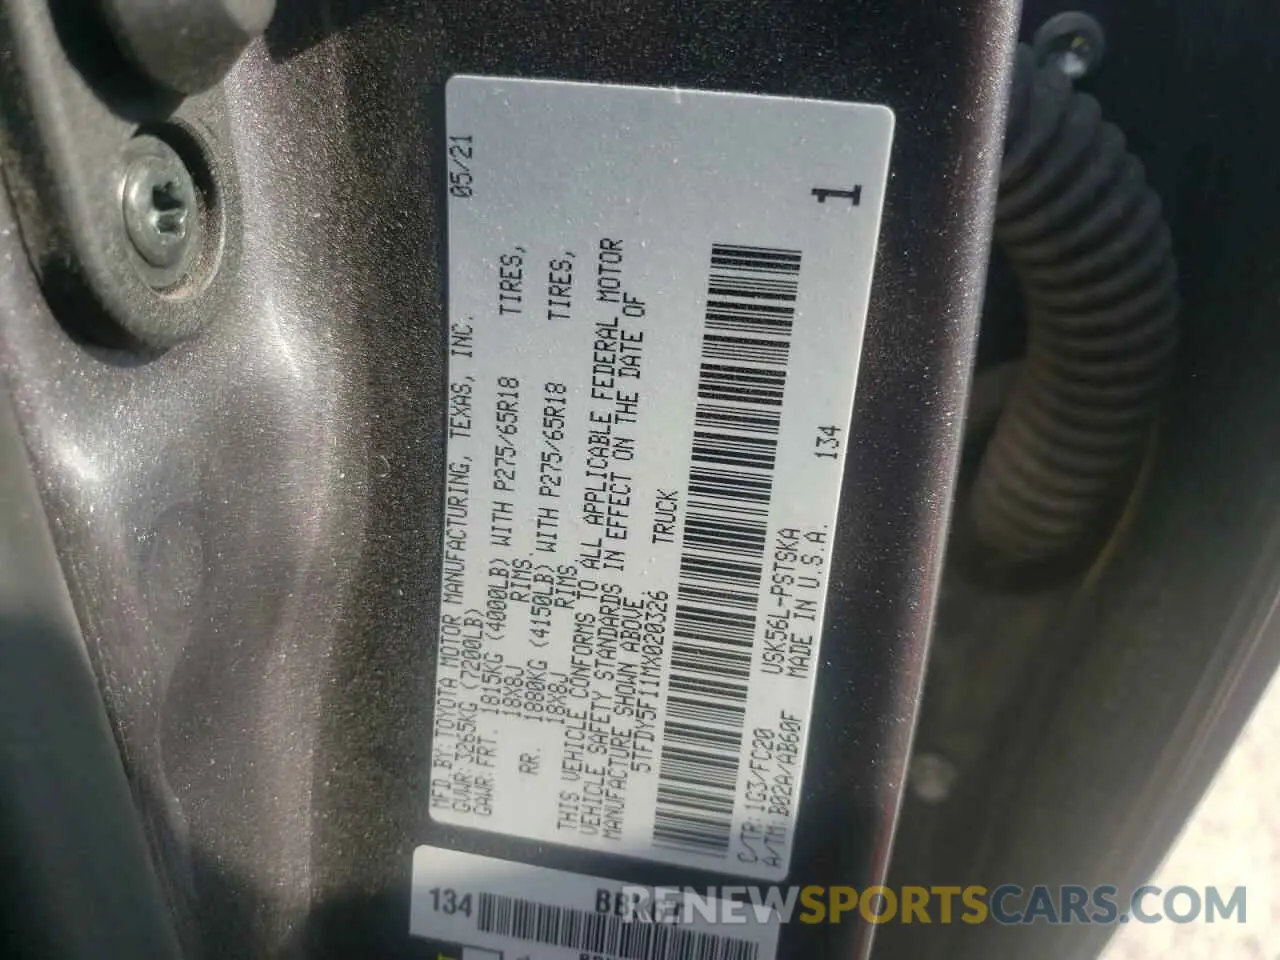 MFD BY: TOYOTA MOTOR MANUFACTURING, TEXAS, INC. 05/21
GVWR: 3265KG (7200LB)
GAWR: FRT. 1815KG (4000LB) WITH P275/65R18 TIRES,
18X8J RIMS.
RR. 1880KG (4150LB) WITH P275/65R18 TIRES,
18X8J RIMS.
THIS VEHICLE CONFORMS TO ALL APPLICABLE FEDERAL MOTOR
VEHICLE SAFETY STANDARDS IN EFFECT ON THE DATE OF
MANUFACTURE SHOWN ABOVE.
5TFDY5F11MX020326 TRUCK
C/TR: 1G3/FC20 USK56L-PSTSKA 134
A/TM: B02A/AB60F MADE IN U.S.A.
1
134
RENEWSPORTSCARS.COM